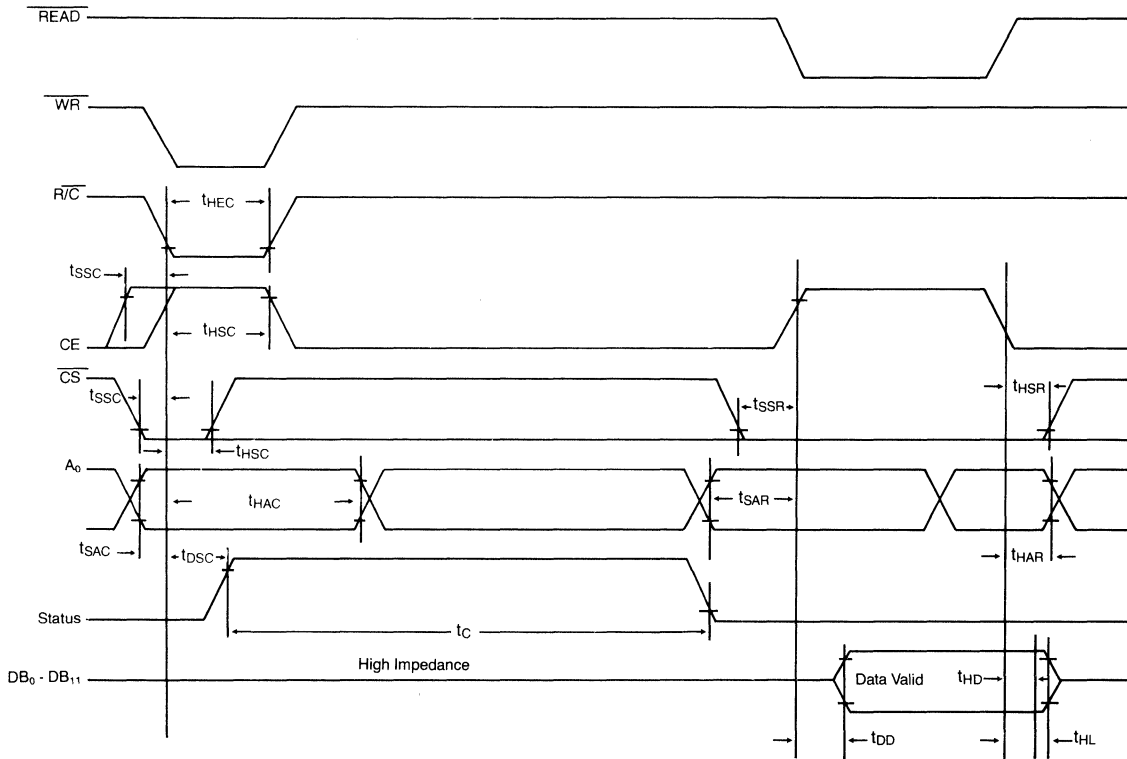 READ
WR
R/C
tHEC
tSSC
tHSC
CE
CS
tSSC
tSSR
tHSR
tHSC
A0
tHAC
tSAR
tSAC
tDSC
tHAR
Status
tC
High Impedance
DB0 - DB11
Data Valid
tHD
tDD
tHL